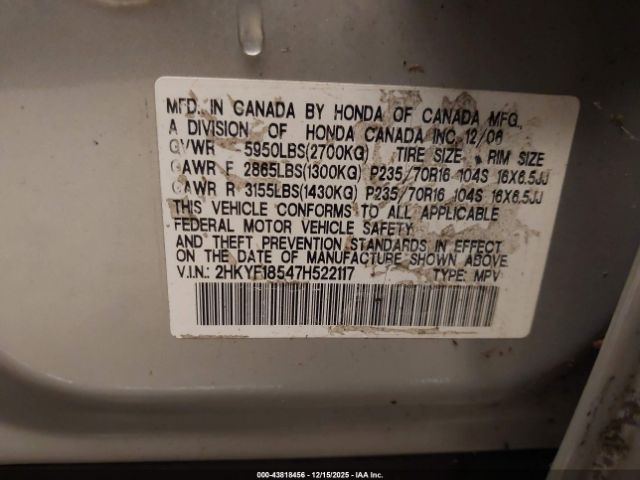 MFD. IN CANADA BY HONDA OF CANADA MFG.,
A DIVISION OF HONDA CANADA INC. 12/06
GVWR 5950LBS(2700KG) TIRE SIZE RIM SIZE
GAWR F 2865LBS(1300KG) P235/70R16 104S 16X6.5JJ
GAWR R 3155LBS(1430KG) P235/70R16 104S 16X6.5JJ
THIS VEHICLE CONFORMS TO ALL APPLICABLE
FEDERAL MOTOR VEHICLE SAFETY
AND THEFT PREVENTION STANDARDS IN EFFECT
ON THE DATE OF MANUFACTURE SHOWN ABOVE.
V.I.N.: 2HKYF18547H522117 TYPE: MPV
000-43818456 | 12/15/2025 | IAA Inc.